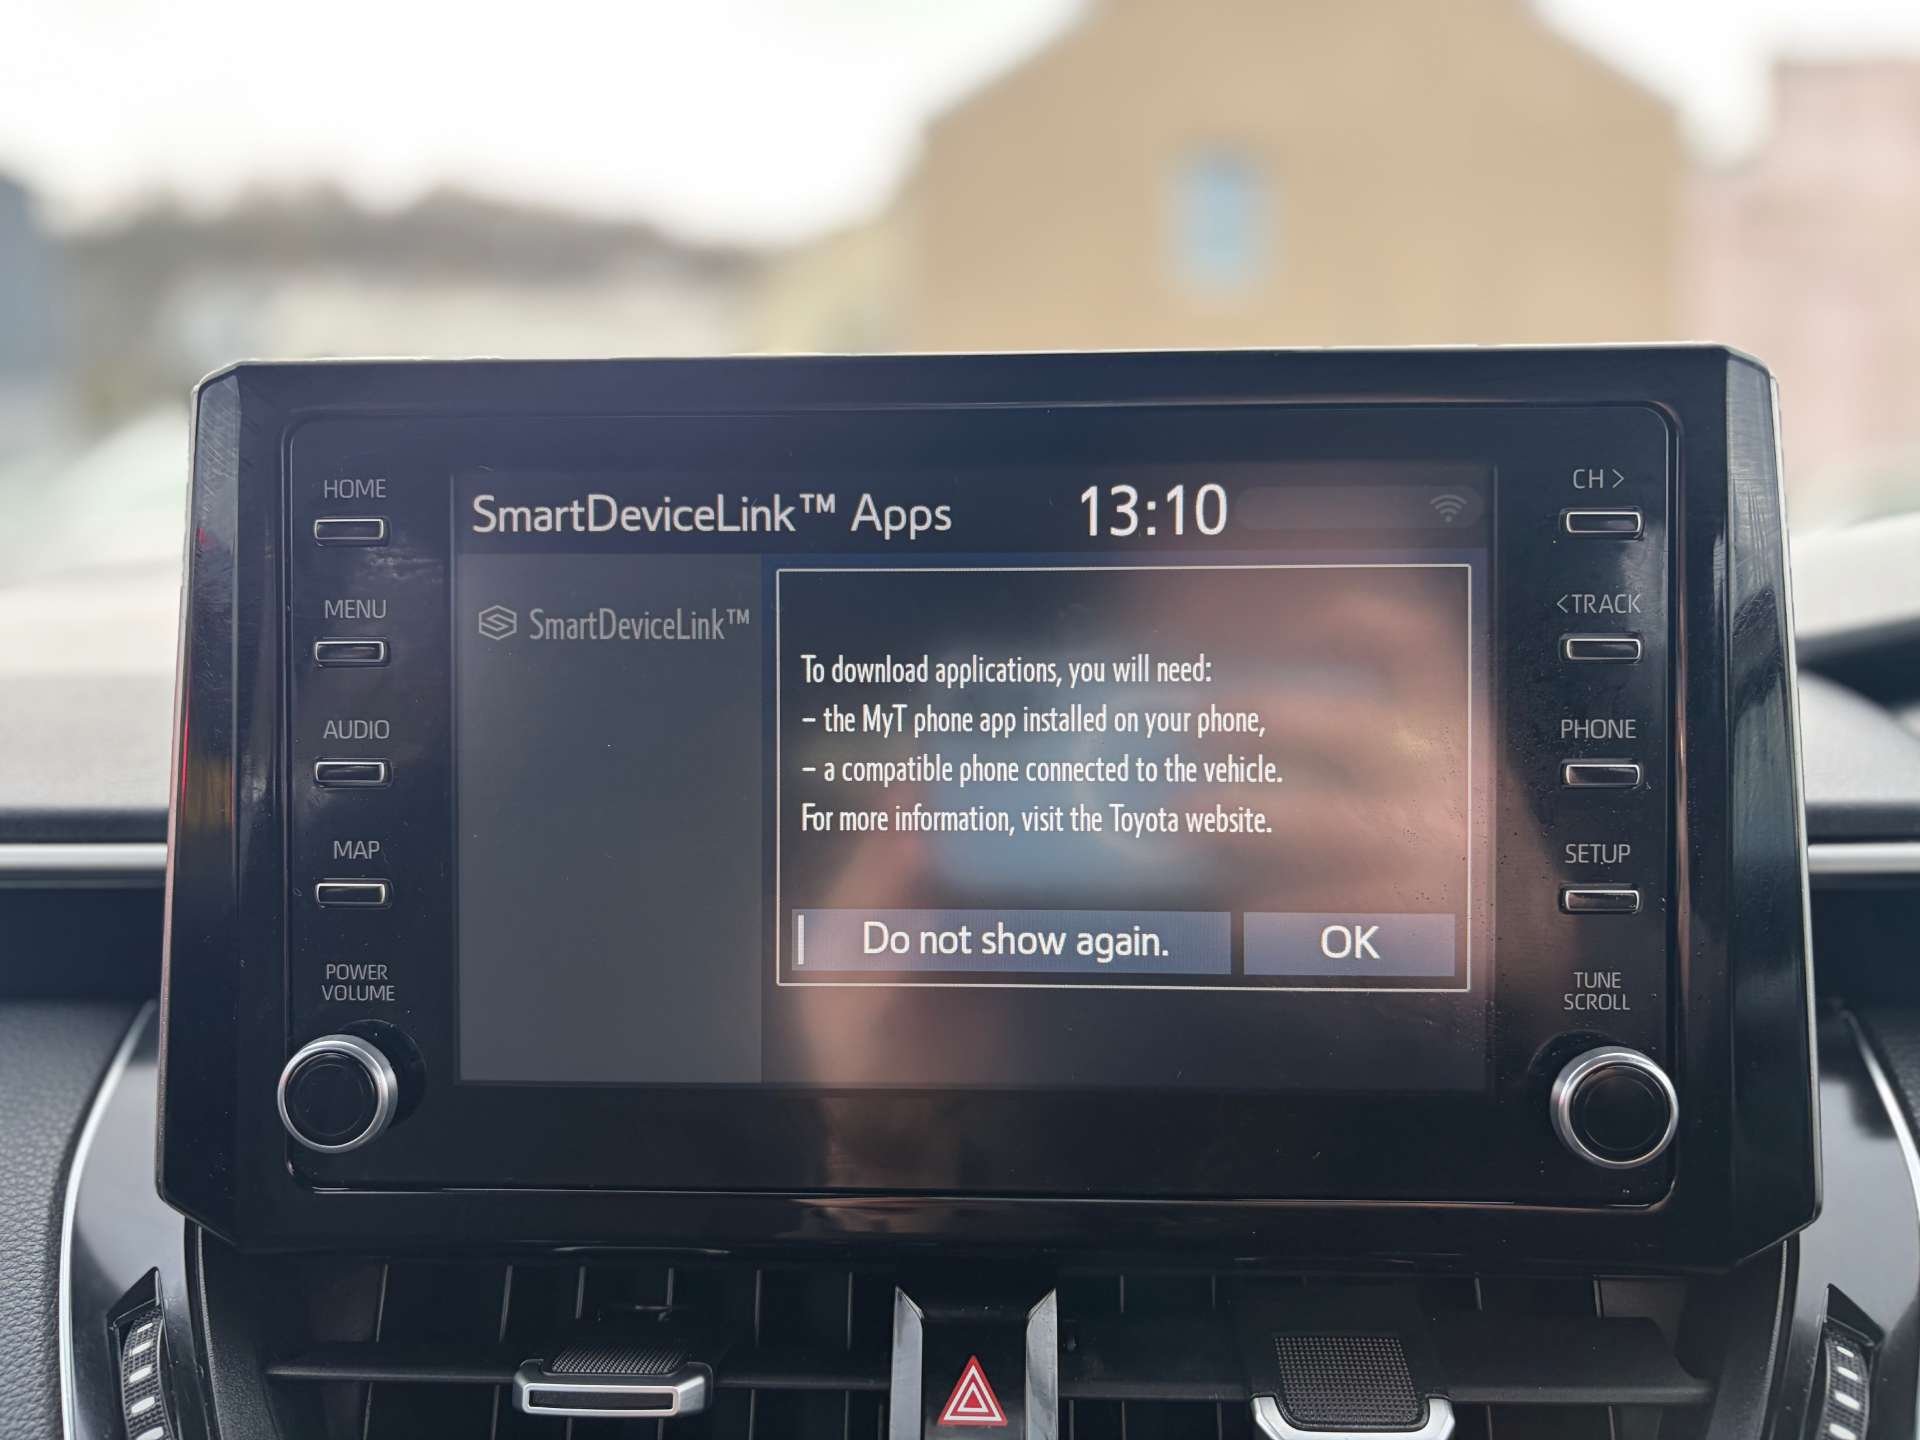 SmartDeviceLink™ Apps 13:10
SmartDeviceLink™
To download applications, you will need:
– the MyT phone app installed on your phone,
– a compatible phone connected to the vehicle.
For more information, visit the Toyota website.
Do not show again. OK
HOME
MENU
AUDIO
MAP
POWER
VOLUME
CH >
<TRACK
PHONE
SETUP
TUNE
SCROLL